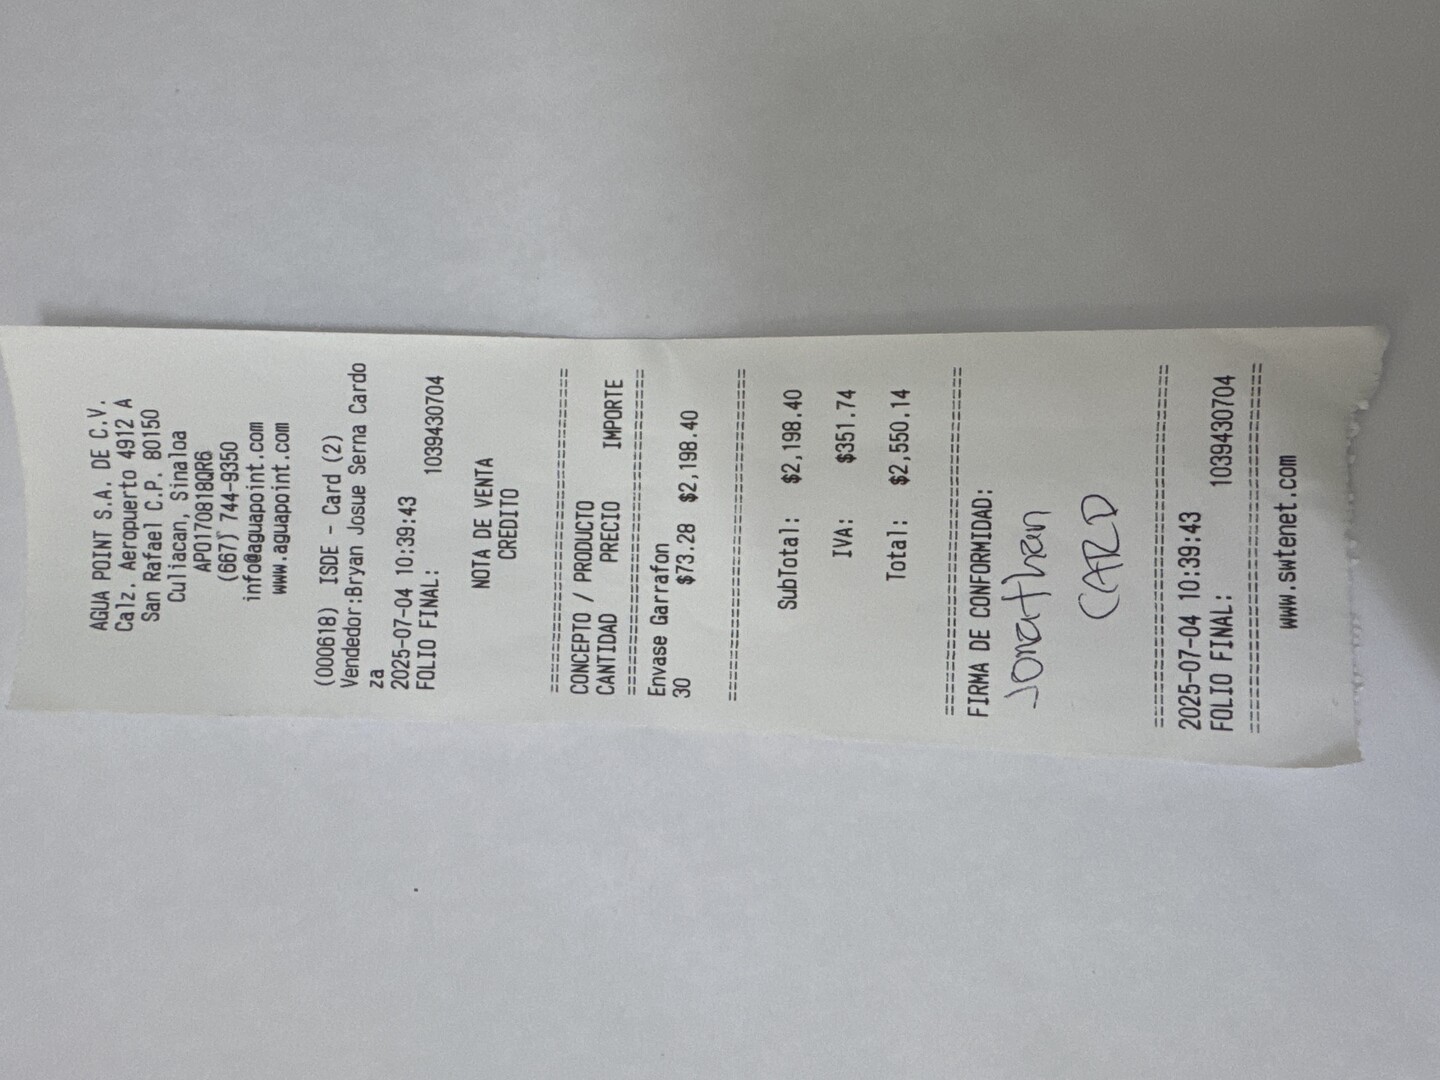 AGUA POINT S.A. DE C.V.
Calz. Aeropuerto 4912 A
San Rafael C.P. 80150
Culiacan, Sinaloa
APO170818QR6
(667) 744-9350
info@aguapoint.com
www.aguapoint.com
(000618) ISDE - Card (2)
Vendedor:Bryan Josue Serna Cardo
za
2025-07-04 10:39:43
FOLIO FINAL: 1039430704
NOTA DE VENTA
CREDITO
================================
CONCEPTO / PRODUCTO
CANTIDAD PRECIO IMPORTE
================================
Envase Garrafon
30 $73.28 $2,198.40
================================
SubTotal: $2,198.40
IVA: $351.74
Total: $2,550.14
================================
FIRMA DE CONFORMIDAD:
Jonathan
CARD
================================
2025-07-04 10:39:43
FOLIO FINAL: 1039430704
================================
www.swtenet.com